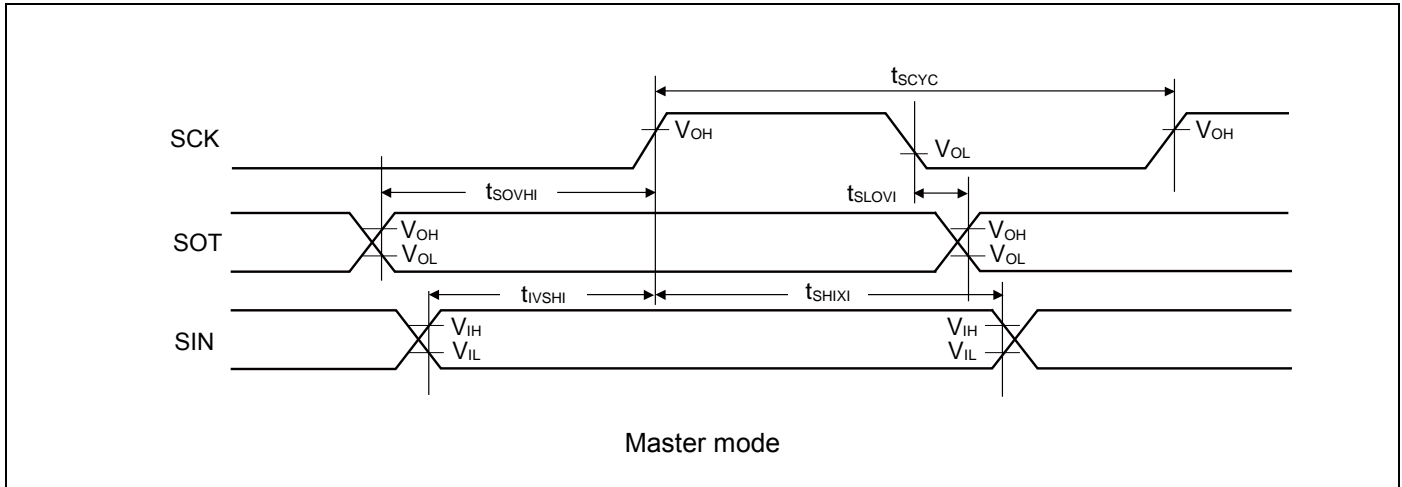 tSCYC
SCK
VOH
VOL
VOH
tSOVHI
tSLOVI
SOT
VOH
VOL
VOH
VOL
tIVSHI
tSHIXI
SIN
VIH
VIL
VIH
VIL
Master mode